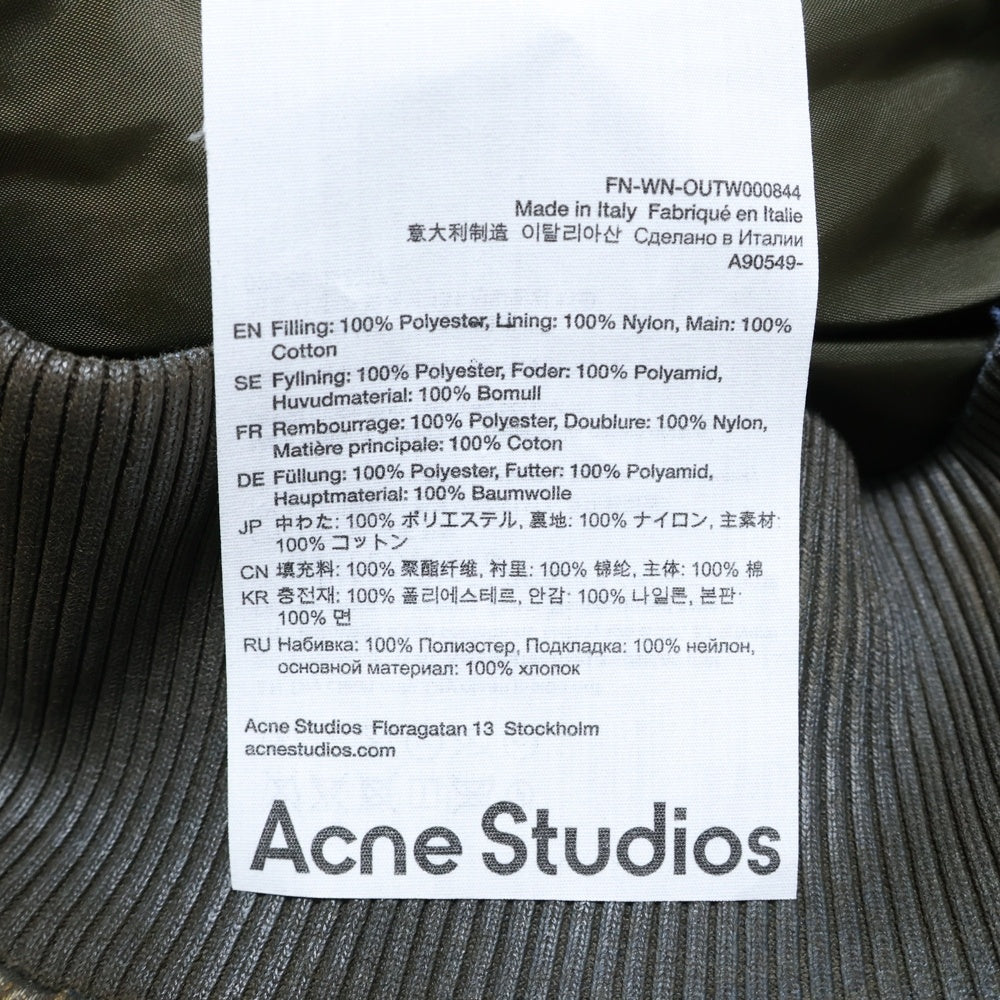 FN-WN-OUTW000844
Made in Italy Fabriqué en Italie
意大利制造 이탈리아산 Сделано в Италии
A90549-
EN Filling: 100% Polyester, Lining: 100% Nylon, Main: 100%
Cotton
SE Fyllning: 100% Polyester, Foder: 100% Polyamid,
Huvudmaterial: 100% Bomull
FR Rembourrage: 100% Polyester, Doublure: 100% Nylon,
Matière principale: 100% Coton
DE Füllung: 100% Polyester, Futter: 100% Polyamid,
Hauptmaterial: 100% Baumwolle
JP 中わた: 100% ポリエステル, 裏地: 100% ナイロン, 主素材:
100% コットン
CN 填充料: 100% 聚酯纤维, 衬里: 100% 锦纶, 主体: 100% 棉
KR 충전재: 100% 폴리에스테르, 안감: 100% 나일론, 본판:
100% 면
RU Набивка: 100% Полиэстер, Подкладка: 100% нейлон,
основной материал: 100% хлопок
Acne Studios Floragatan 13 Stockholm
acnestudios.com
Acne Studios